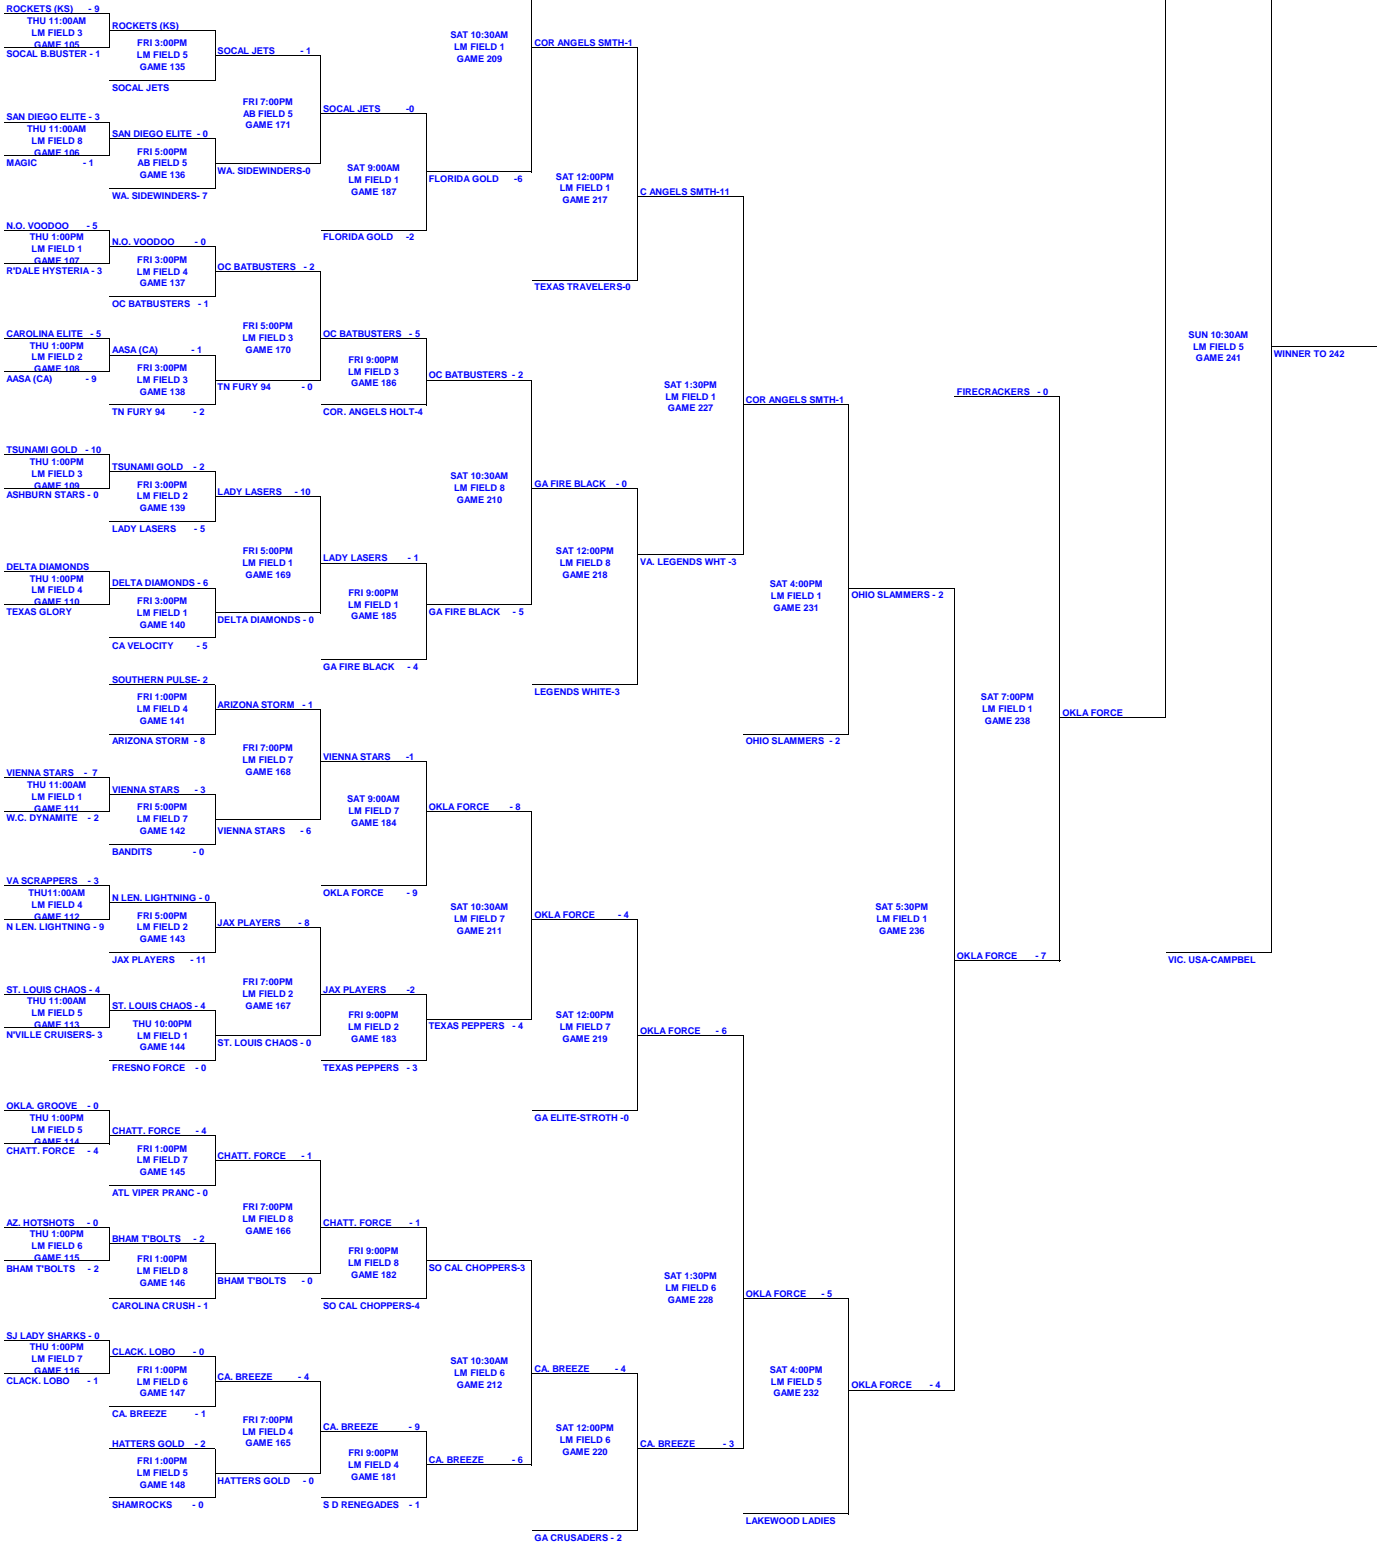 ROCKETS (KS) - 9
THU 11:00AM
LM FIELD 3
GAME 105
SOCAL B.BUSTER - 1
SAN DIEGO ELITE - 3
THU 11:00AM
LM FIELD 8
GAME 106
MAGIC - 1
N.O. VOODOO - 5
THU 1:00PM
LM FIELD 1
GAME 107
R'DALE HYSTERIA - 3
CAROLINA ELITE - 5
THU 1:00PM
LM FIELD 2
GAME 108
AASA (CA) - 9
TSUNAMI GOLD - 10
THU 1:00PM
LM FIELD 3
GAME 109
ASHBURN STARS - 0
DELTA DIAMONDS
THU 1:00PM
LM FIELD 4
GAME 110
TEXAS GLORY
VIENNA STARS - 7
THU 11:00AM
LM FIELD 1
GAME 111
W.C. DYNAMITE - 2
VA SCRAPPERS - 3
THU11:00AM
LM FIELD 4
GAME 112
N LEN. LIGHTNING - 9
ST. LOUIS CHAOS - 4
THU 11:00AM
LM FIELD 5
GAME 113
N'VILLE CRUISERS- 3
OKLA. GROOVE - 0
THU 1:00PM
LM FIELD 5
GAME 114
CHATT. FORCE - 4
AZ. HOTSHOTS - 0
THU 1:00PM
LM FIELD 6
GAME 115
BHAM T'BOLTS - 2
SJ LADY SHARKS - 0
THU 1:00PM
LM FIELD 7
GAME 116
CLACK. LOBO - 1
ROCKETS (KS)
FRI 3:00PM
LM FIELD 5
GAME 135
SOCAL JETS
SAN DIEGO ELITE - 0
FRI 5:00PM
AB FIELD 5
GAME 136
WA. SIDEWINDERS- 7
N.O. VOODOO - 0
FRI 3:00PM
LM FIELD 4
GAME 137
OC BATBUSTERS - 1
AASA (CA) - 1
FRI 3:00PM
LM FIELD 3
GAME 138
TN FURY 94 - 2
TSUNAMI GOLD - 2
FRI 3:00PM
LM FIELD 2
GAME 139
LADY LASERS - 5
DELTA DIAMONDS - 6
FRI 3:00PM
LM FIELD 1
GAME 140
CA VELOCITY - 5
SOUTHERN PULSE- 2
FRI 1:00PM
LM FIELD 4
GAME 141
ARIZONA STORM - 8
VIENNA STARS - 3
FRI 5:00PM
LM FIELD 7
GAME 142
BANDITS - 0
N LEN. LIGHTNING - 0
FRI 5:00PM
LM FIELD 2
GAME 143
JAX PLAYERS - 11
ST. LOUIS CHAOS - 4
THU 10:00PM
LM FIELD 1
GAME 144
FRESNO FORCE - 0
CHATT. FORCE - 4
FRI 1:00PM
LM FIELD 7
GAME 145
ATL VIPER PRANC - 0
BHAM T'BOLTS - 2
FRI 1:00PM
LM FIELD 8
GAME 146
CAROLINA CRUSH - 1
CLACK. LOBO - 0
FRI 1:00PM
LM FIELD 6
GAME 147
CA. BREEZE - 1
HATTERS GOLD - 2
FRI 1:00PM
LM FIELD 5
GAME 148
SHAMROCKS - 0
SOCAL JETS - 1
FRI 7:00PM
AB FIELD 5
GAME 171
WA. SIDEWINDERS-0
OC BATBUSTERS - 2
FRI 5:00PM
LM FIELD 3
GAME 170
TN FURY 94 - 0
LADY LASERS - 10
FRI 5:00PM
LM FIELD 1
GAME 169
DELTA DIAMONDS - 0
ARIZONA STORM - 1
FRI 7:00PM
LM FIELD 7
GAME 168
VIENNA STARS - 6
JAX PLAYERS - 8
FRI 7:00PM
LM FIELD 2
GAME 167
ST. LOUIS CHAOS - 0
CHATT. FORCE - 1
FRI 7:00PM
LM FIELD 8
GAME 166
BHAM T'BOLTS - 0
CA. BREEZE - 4
FRI 7:00PM
LM FIELD 4
GAME 165
HATTERS GOLD - 0
SOCAL JETS -0
SAT 9:00AM
LM FIELD 1
GAME 187
FLORIDA GOLD -2
OC BATBUSTERS - 5
FRI 9:00PM
LM FIELD 3
GAME 186
COR. ANGELS HOLT-4
LADY LASERS - 1
FRI 9:00PM
LM FIELD 1
GAME 185
GA FIRE BLACK - 4
VIENNA STARS -1
SAT 9:00AM
LM FIELD 7
GAME 184
OKLA FORCE - 9
JAX PLAYERS -2
FRI 9:00PM
LM FIELD 2
GAME 183
TEXAS PEPPERS - 3
CHATT. FORCE - 1
FRI 9:00PM
LM FIELD 8
GAME 182
SO CAL CHOPPERS-4
CA. BREEZE - 9
FRI 9:00PM
LM FIELD 4
GAME 181
S D RENEGADES - 1
SAT 10:30AM
LM FIELD 1
GAME 209
FLORIDA GOLD -6
OC BATBUSTERS - 2
SAT 10:30AM
LM FIELD 8
GAME 210
GA FIRE BLACK - 5
OKLA FORCE - 8
SAT 10:30AM
LM FIELD 7
GAME 211
TEXAS PEPPERS - 4
SO CAL CHOPPERS-3
SAT 10:30AM
LM FIELD 6
GAME 212
CA. BREEZE - 6
COR ANGELS SMTH-1
SAT 12:00PM
LM FIELD 1
GAME 217
TEXAS TRAVELERS-0
GA FIRE BLACK - 0
SAT 12:00PM
LM FIELD 8
GAME 218
LEGENDS WHITE-3
OKLA FORCE - 4
SAT 12:00PM
LM FIELD 7
GAME 219
GA ELITE-STROTH -0
CA. BREEZE - 4
SAT 12:00PM
LM FIELD 6
GAME 220
GA CRUSADERS - 2
C ANGELS SMTH-11
SAT 1:30PM
LM FIELD 1
GAME 227
VA. LEGENDS WHT -3
OKLA FORCE - 6
SAT 1:30PM
LM FIELD 6
GAME 228
CA. BREEZE - 3
COR ANGELS SMTH-1
SAT 4:00PM
LM FIELD 1
GAME 231
OHIO SLAMMERS - 2
OKLA FORCE - 5
SAT 4:00PM
LM FIELD 5
GAME 232
LAKEWOOD LADIES
OHIO SLAMMERS - 2
SAT 5:30PM
LM FIELD 1
GAME 236
OKLA FORCE - 4
FIRECRACKERS - 0
SAT 7:00PM
LM FIELD 1
GAME 238
OKLA FORCE - 7
OKLA FORCE
SUN 10:30AM
LM FIELD 5
GAME 241
VIC. USA-CAMPBEL
WINNER TO 242